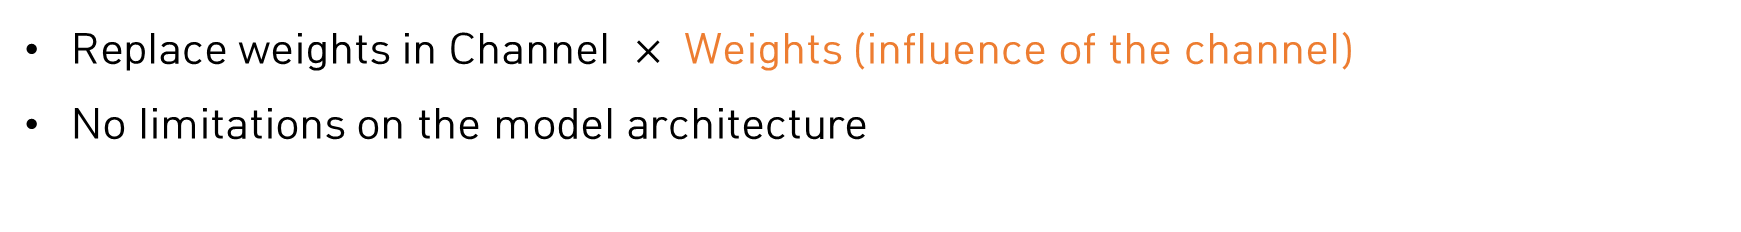 • Replace weights in Channel × Weights (influence of the channel)
• No limitations on the model architecture